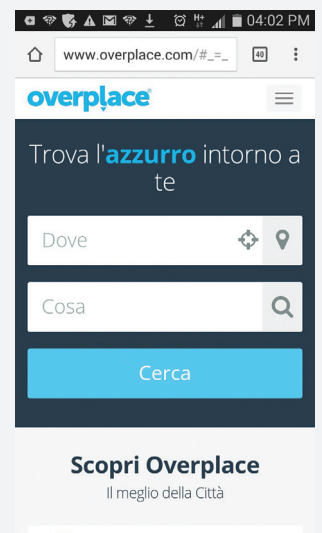 H+
04:02 PM
www.overplace.com/#_=_
40
overplace
Trova l'azzurro intorno a
te
Dove
Cosa
Cerca
Scopri Overplace
Il meglio della Città